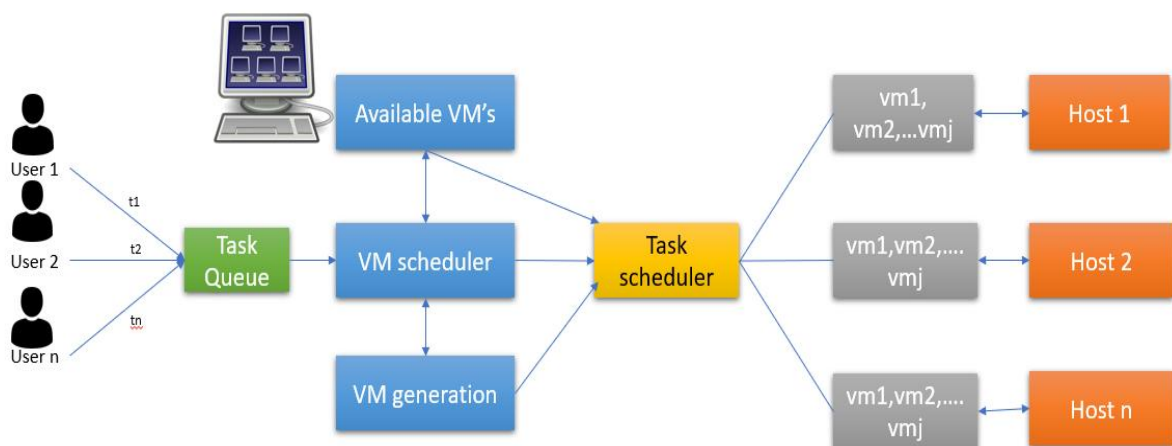 User 1
User 2
User n
t1
t2
tn
Task
Queue
Available VM's
VM scheduler
VM generation
Task
scheduler
vm1,
vm2,...vmj
Host 1
vm1,vm2,....
vmj
Host 2
vm1,vm2,....
vmj
Host n